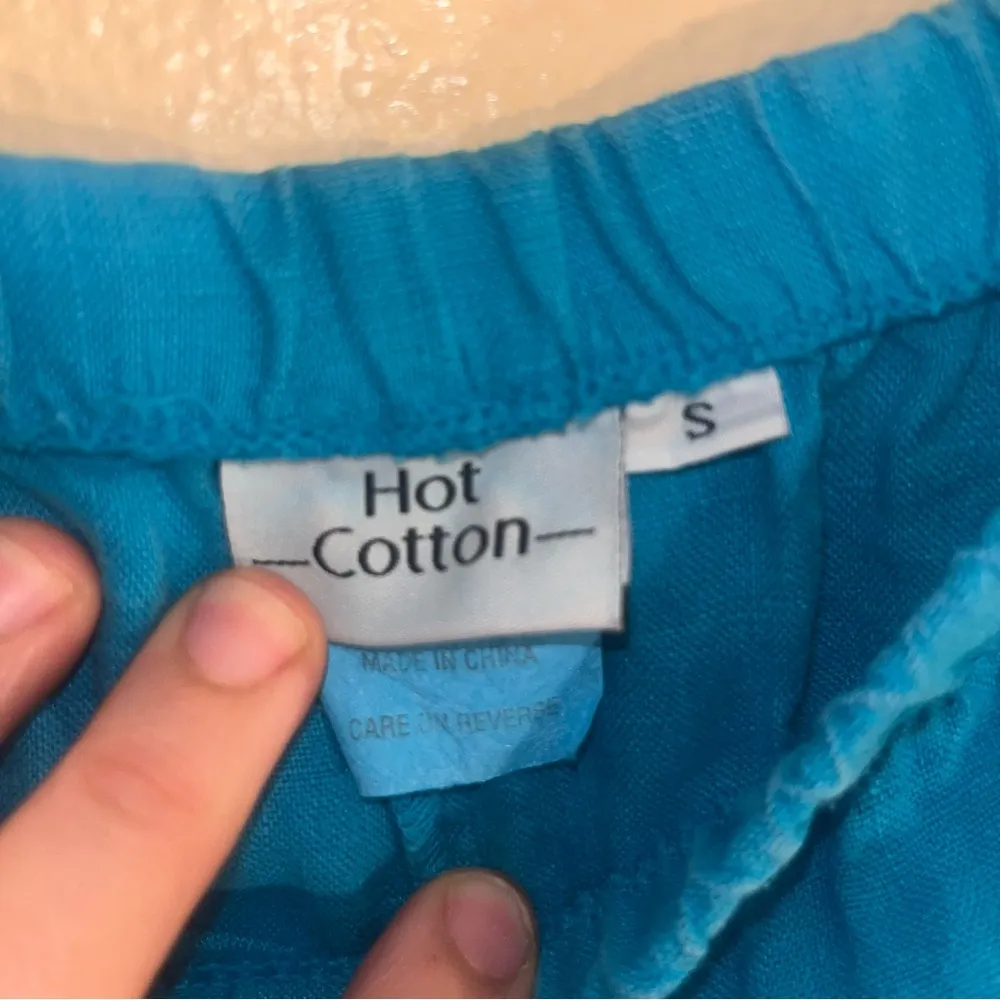 Hot
—Cotton—
S
MADE IN CHINA
CARE ON REVERSE